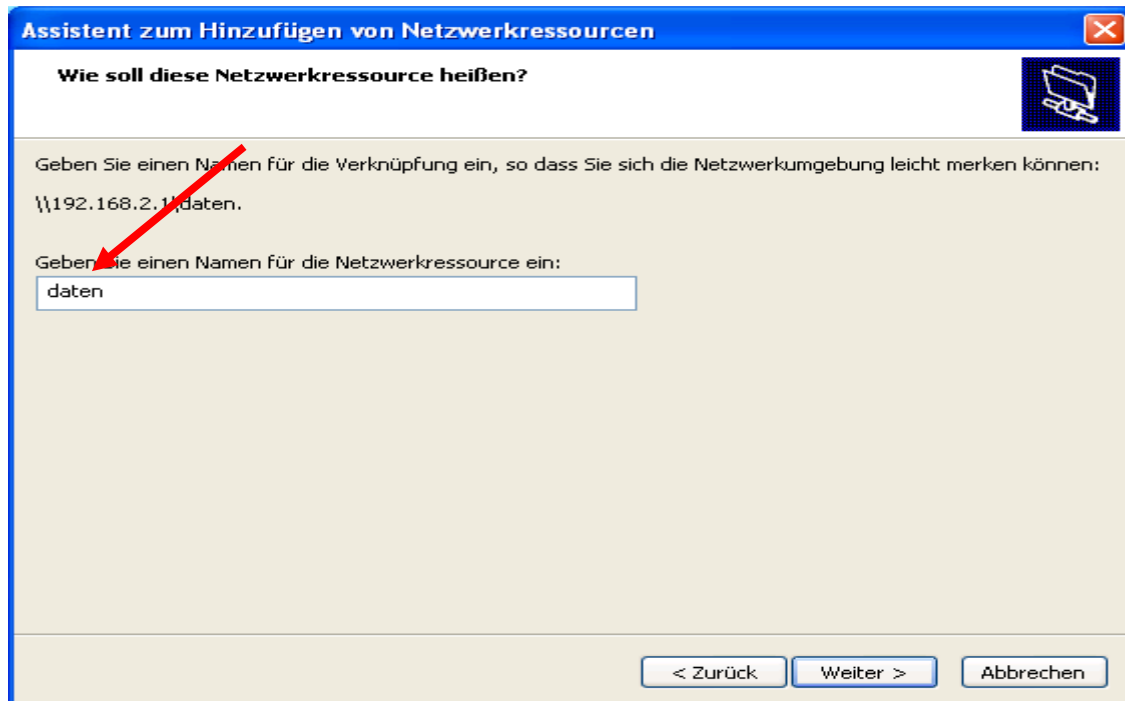 Assistent zum Hinzufügen von Netzwerkressourcen
Wie soll diese Netzwerkressource heißen?
Geben Sie einen Namen für die Verknüpfung ein, so dass Sie sich die Netzwerkumgebung leicht merken können:
\\192.168.2.1\daten.
Geben Sie einen Namen für die Netzwerkressource ein:
daten
< Zurück
Weiter >
Abbrechen